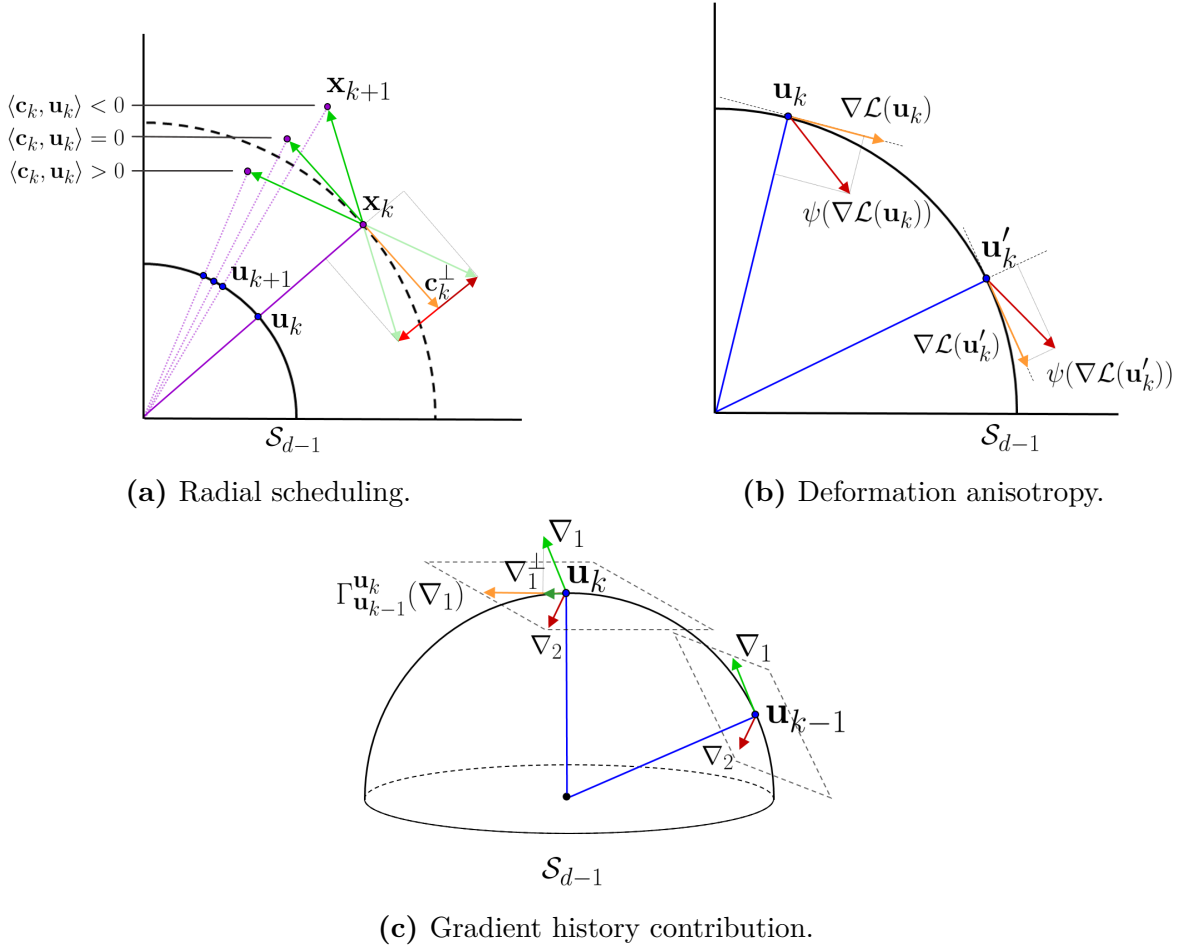 ⟨c_k, u_k⟩ < 0
x_{k+1}
⟨c_k, u_k⟩ = 0
⟨c_k, u_k⟩ > 0
x_k
c_k^⊥
u_{k+1}
u_k
S_{d−1}
(a) Radial scheduling.
u_k
∇L(u_k)
ψ(∇L(u_k))
u′_k
∇L(u′_k)
ψ(∇L(u′_k))
S_{d−1}
(b) Deformation anisotropy.
∇_1
∇_1^⊥
u_k
Γ_{u_{k−1}}^{u_k}(∇_1)
∇_2
∇_1
u_{k−1}
∇_2
S_{d−1}
(c) Gradient history contribution.